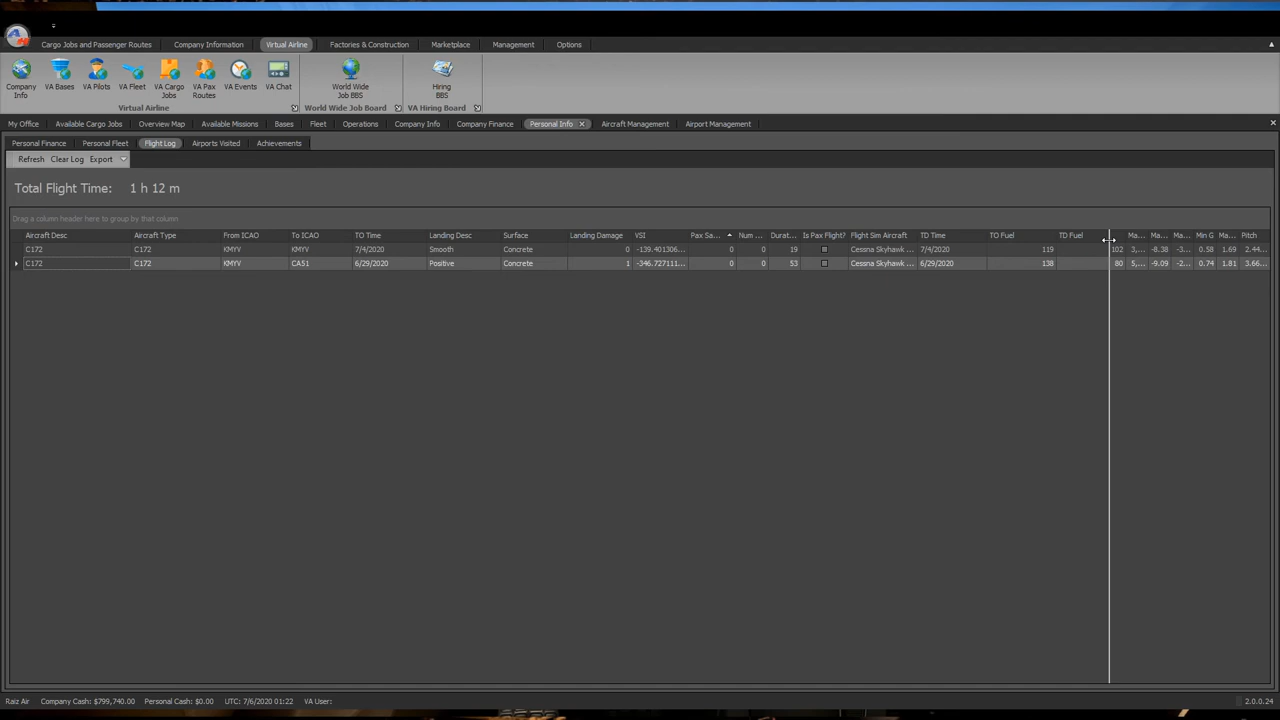 Cargo Jobs and Passenger Routes Company Information Virtual Airline Factories & Construction Marketplace Management Options
Company Info VA Bases VA Pilots VA Fleet VA Cargo Jobs VA Pax Routes VA Events VA Chat World Wide Job BBS Hiring BBS
Virtual Airline World Wide Job Board VA Hiring Board
My Office Available Cargo Jobs Overview Map Available Missions Bases Fleet Operations Company Info Company Finance Personal Info Aircraft Management Airport Management
Personal Finance Personal Fleet Flight Log Airports Visited Achievements
Refresh Clear Log Export
Total Flight Time: 1 h 12 m
Drag a column header here to group by that column
Aircraft Desc Aircraft Type From ICAO To ICAO TO Time Landing Desc Surface Landing Damage VSI Pax Sa... Num ... Durat... Is Pax Flight? Flight Sim Aircraft TD Time TO Fuel TD Fuel Ma... Ma... Ma... Min G Ma... Pitch
C172 C172 KMYV KMYV 7/4/2020 Smooth Concrete 0 -139.401306... 0 0 19 Cessna Skyhawk ... 7/4/2020 119 102 3,... -8.38 -3... 0.58 1.69 2.44...
C172 C172 KMYV CA51 6/29/2020 Positive Concrete 1 -346.727111... 0 0 53 Cessna Skyhawk ... 6/29/2020 138 80 5,... -9.09 -2... 0.74 1.81 3.66...
Raiz Air Company Cash: $799,740.00 Personal Cash: $0.00 UTC: 7/6/2020 01:22 VA User: 2.0.0.24